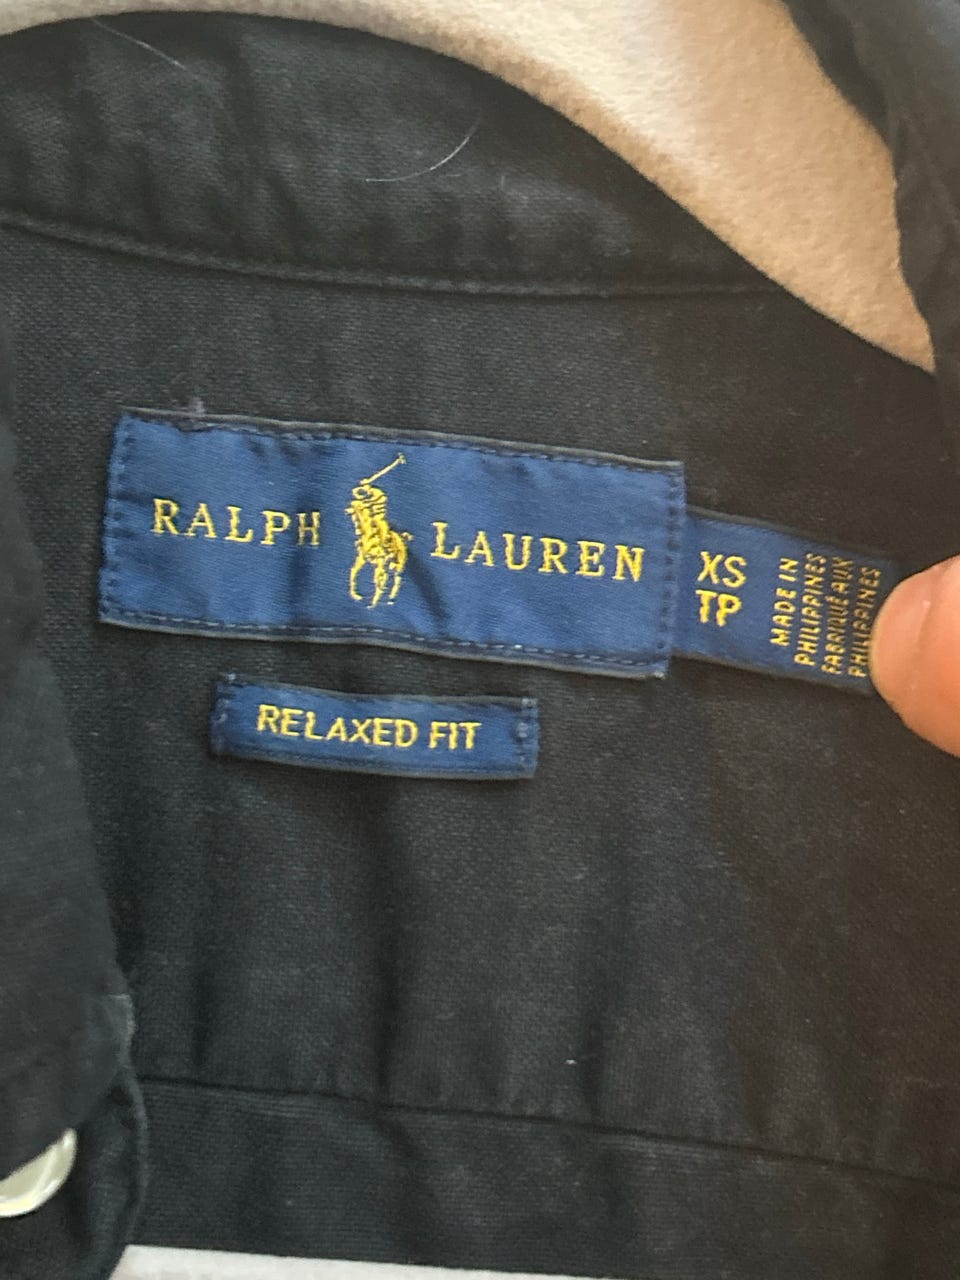 RALPH LAUREN
XS
TP
MADE IN
PHILIPPINES
FABRIQUÉ AUX
PHILIPPINES
RELAXED FIT